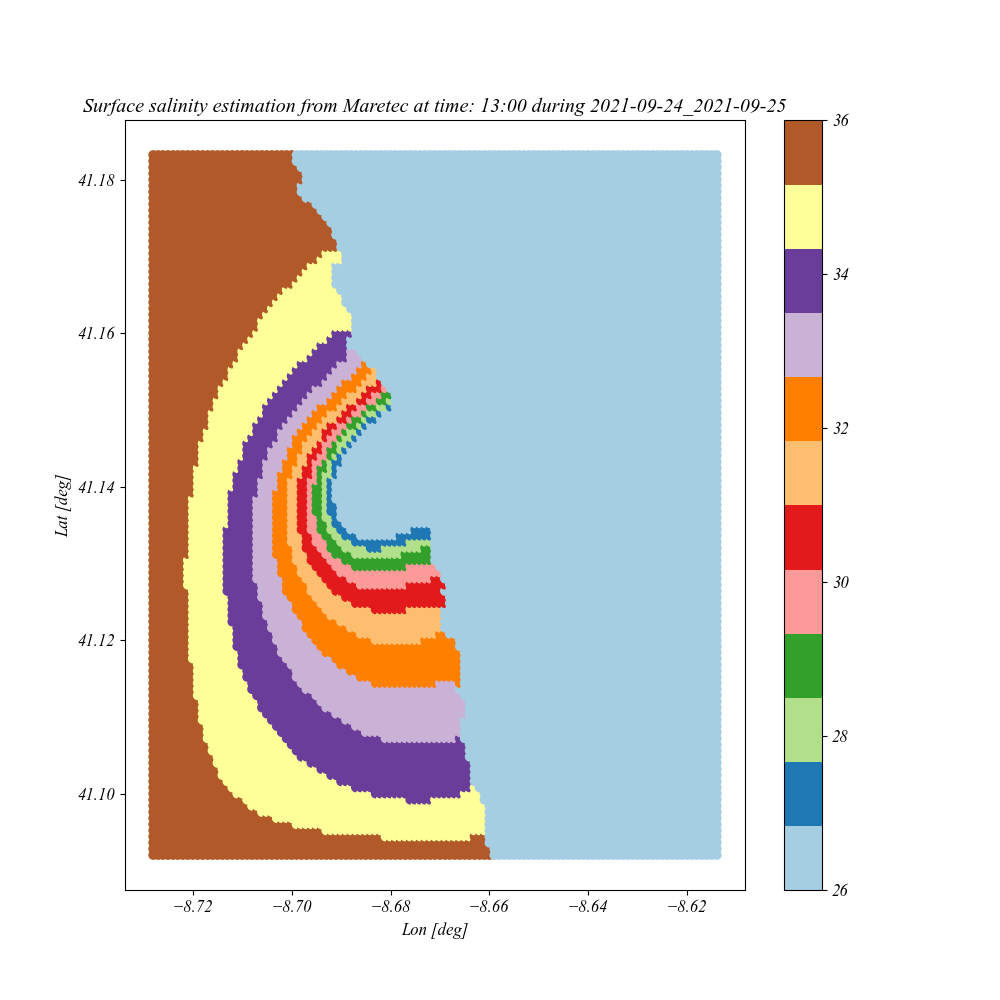 Surface salinity estimation from Maretec at time: 13:00 during 2021-09-24_2021-09-25
41.18
41.16
41.14
41.12
41.10
Lat [deg]
−8.72 −8.70 −8.68 −8.66 −8.64 −8.62
Lon [deg]
36
34
32
30
28
26